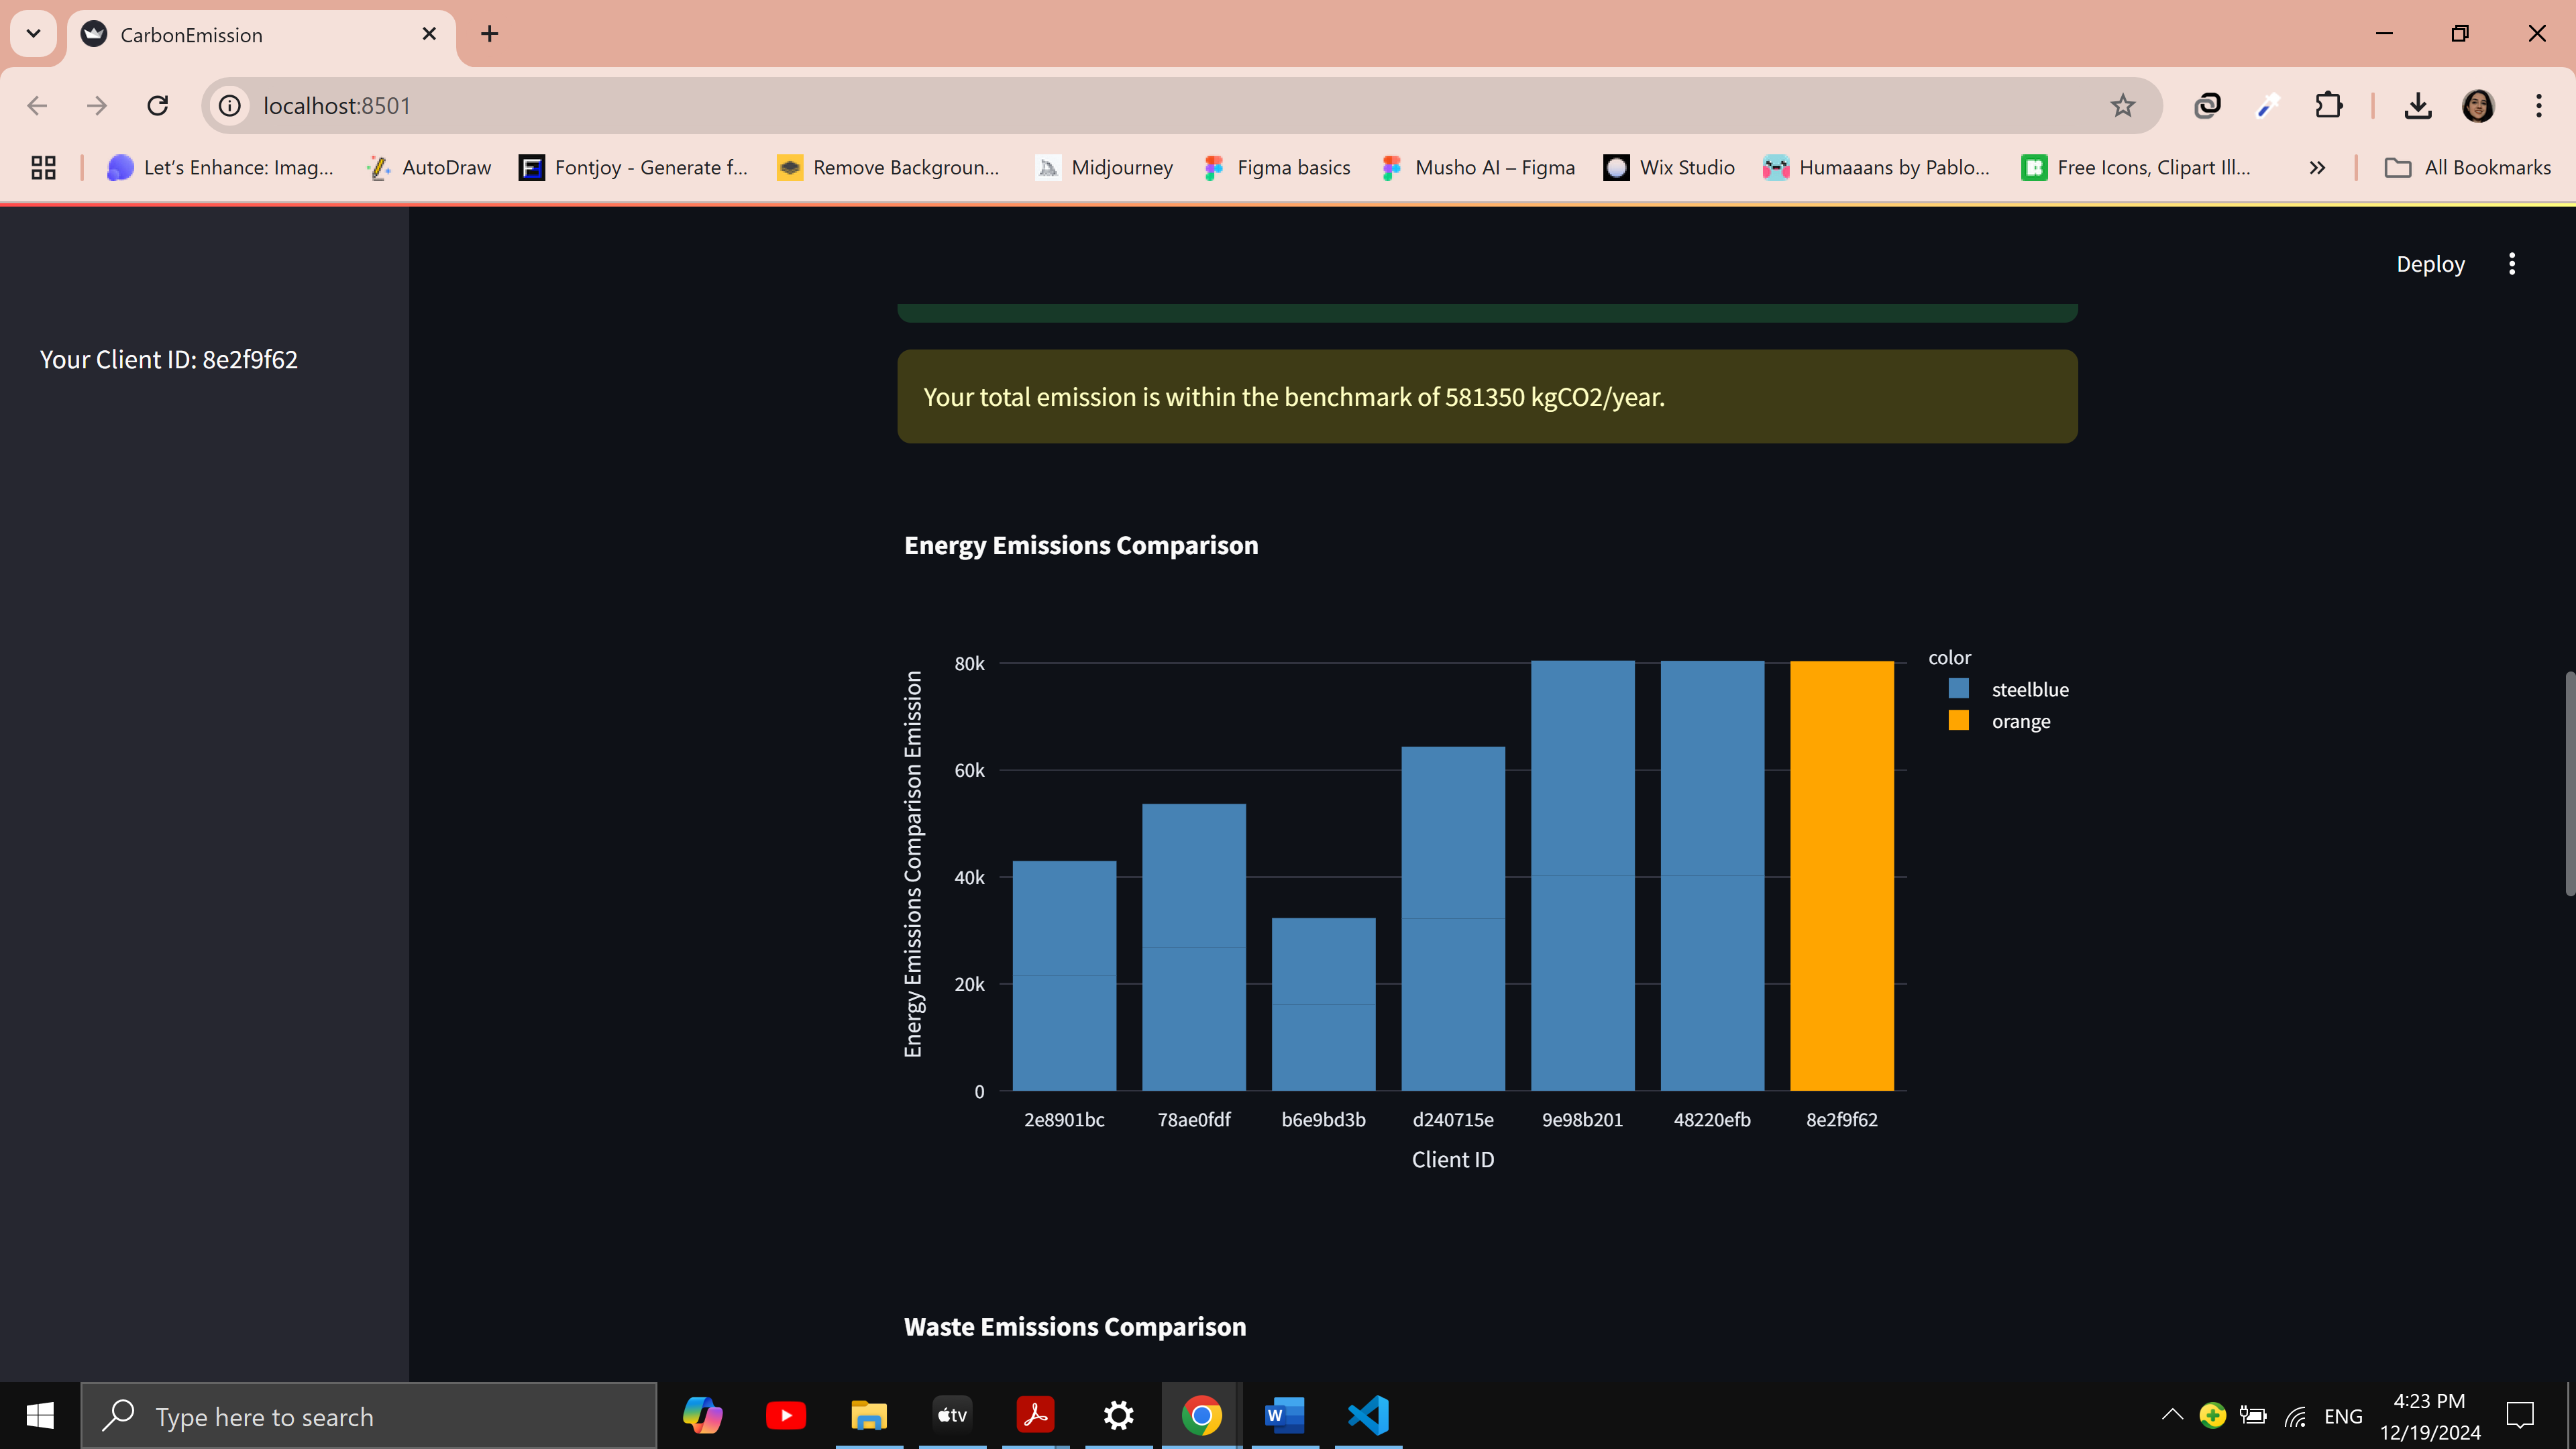 CarbonEmission
localhost:8501
Let's Enhance: Imag...
AutoDraw
Fontjoy - Generate f...
Remove Backgroun...
Midjourney
Figma basics
Musho AI – Figma
Wix Studio
Humaaans by Pablo...
Free Icons, Clipart Ill...
All Bookmarks
Deploy
Your Client ID: 8e2f9f62
Your total emission is within the benchmark of 581350 kgCO2/year.
Energy Emissions Comparison
Energy Emissions Comparison Emission
80k
60k
40k
20k
0
color
steelblue
orange
2e8901bc
78ae0fdf
b6e9bd3b
d240715e
9e98b201
48220efb
8e2f9f62
Client ID
Waste Emissions Comparison
Type here to search
tv
W
ENG
4:23 PM
12/19/2024